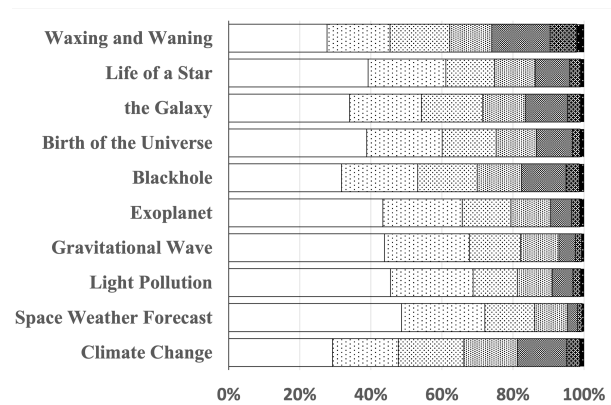 Waxing and Waning
Life of a Star
the Galaxy
Birth of the Universe
Blackhole
Exoplanet
Gravitational Wave
Light Pollution
Space Weather Forecast
Climate Change
0% 20% 40% 60% 80% 100%